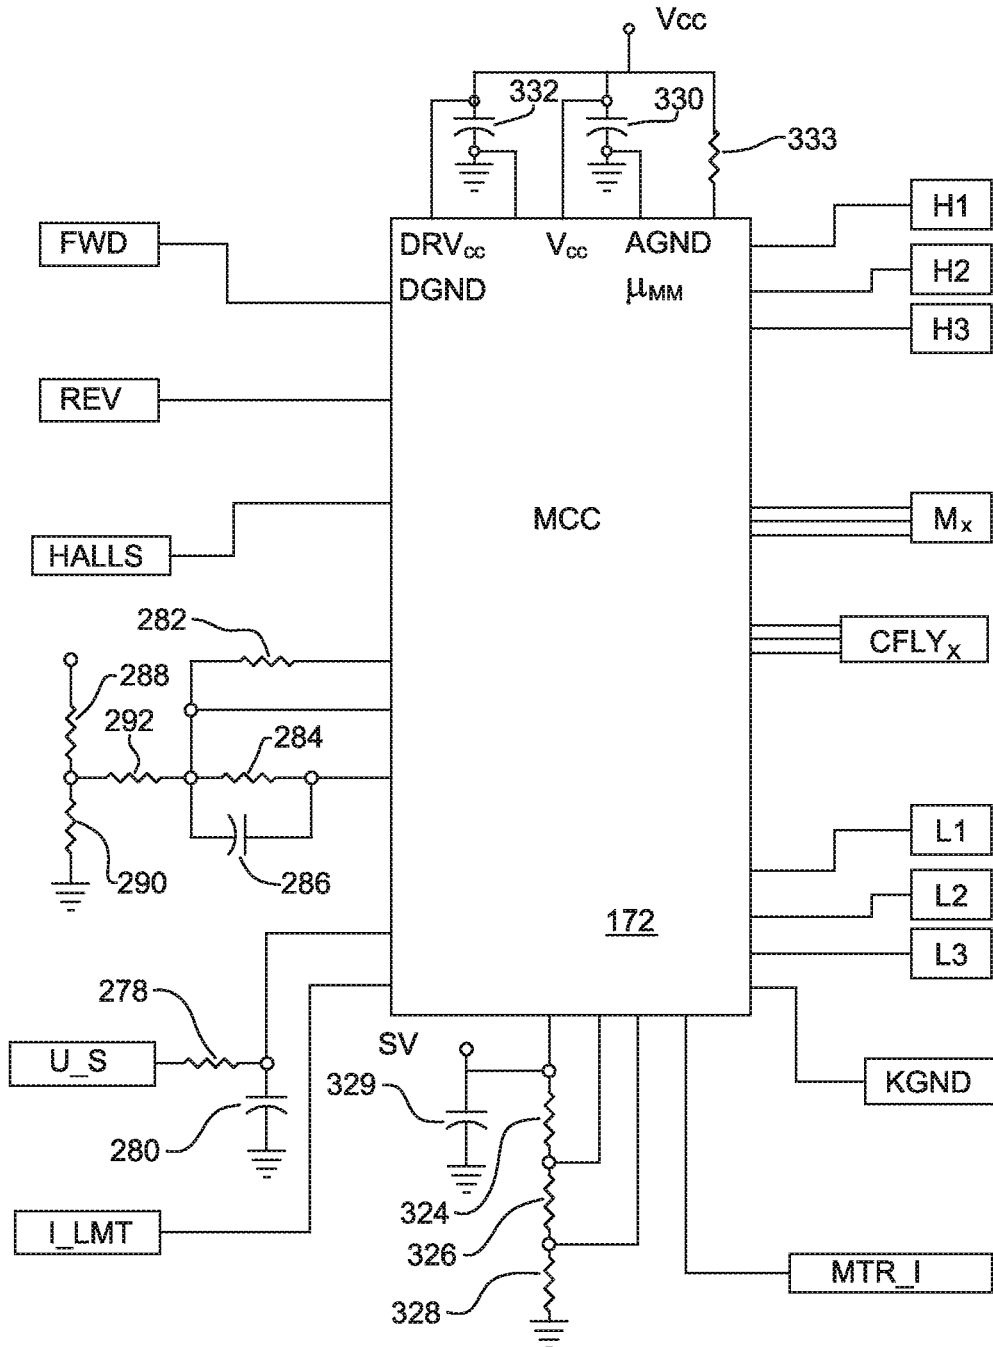 Vcc
332
330
333
FWD
DRVcc
Vcc
AGND
DGND
μMM
H1
H2
H3
REV
HALLS
MCC
Mx
CFLYX
282
288
292
284
290
286
172
L1
L2
L3
278
U_S
280
SV
329
KGND
324
326
328
I_LMT
MTR_I